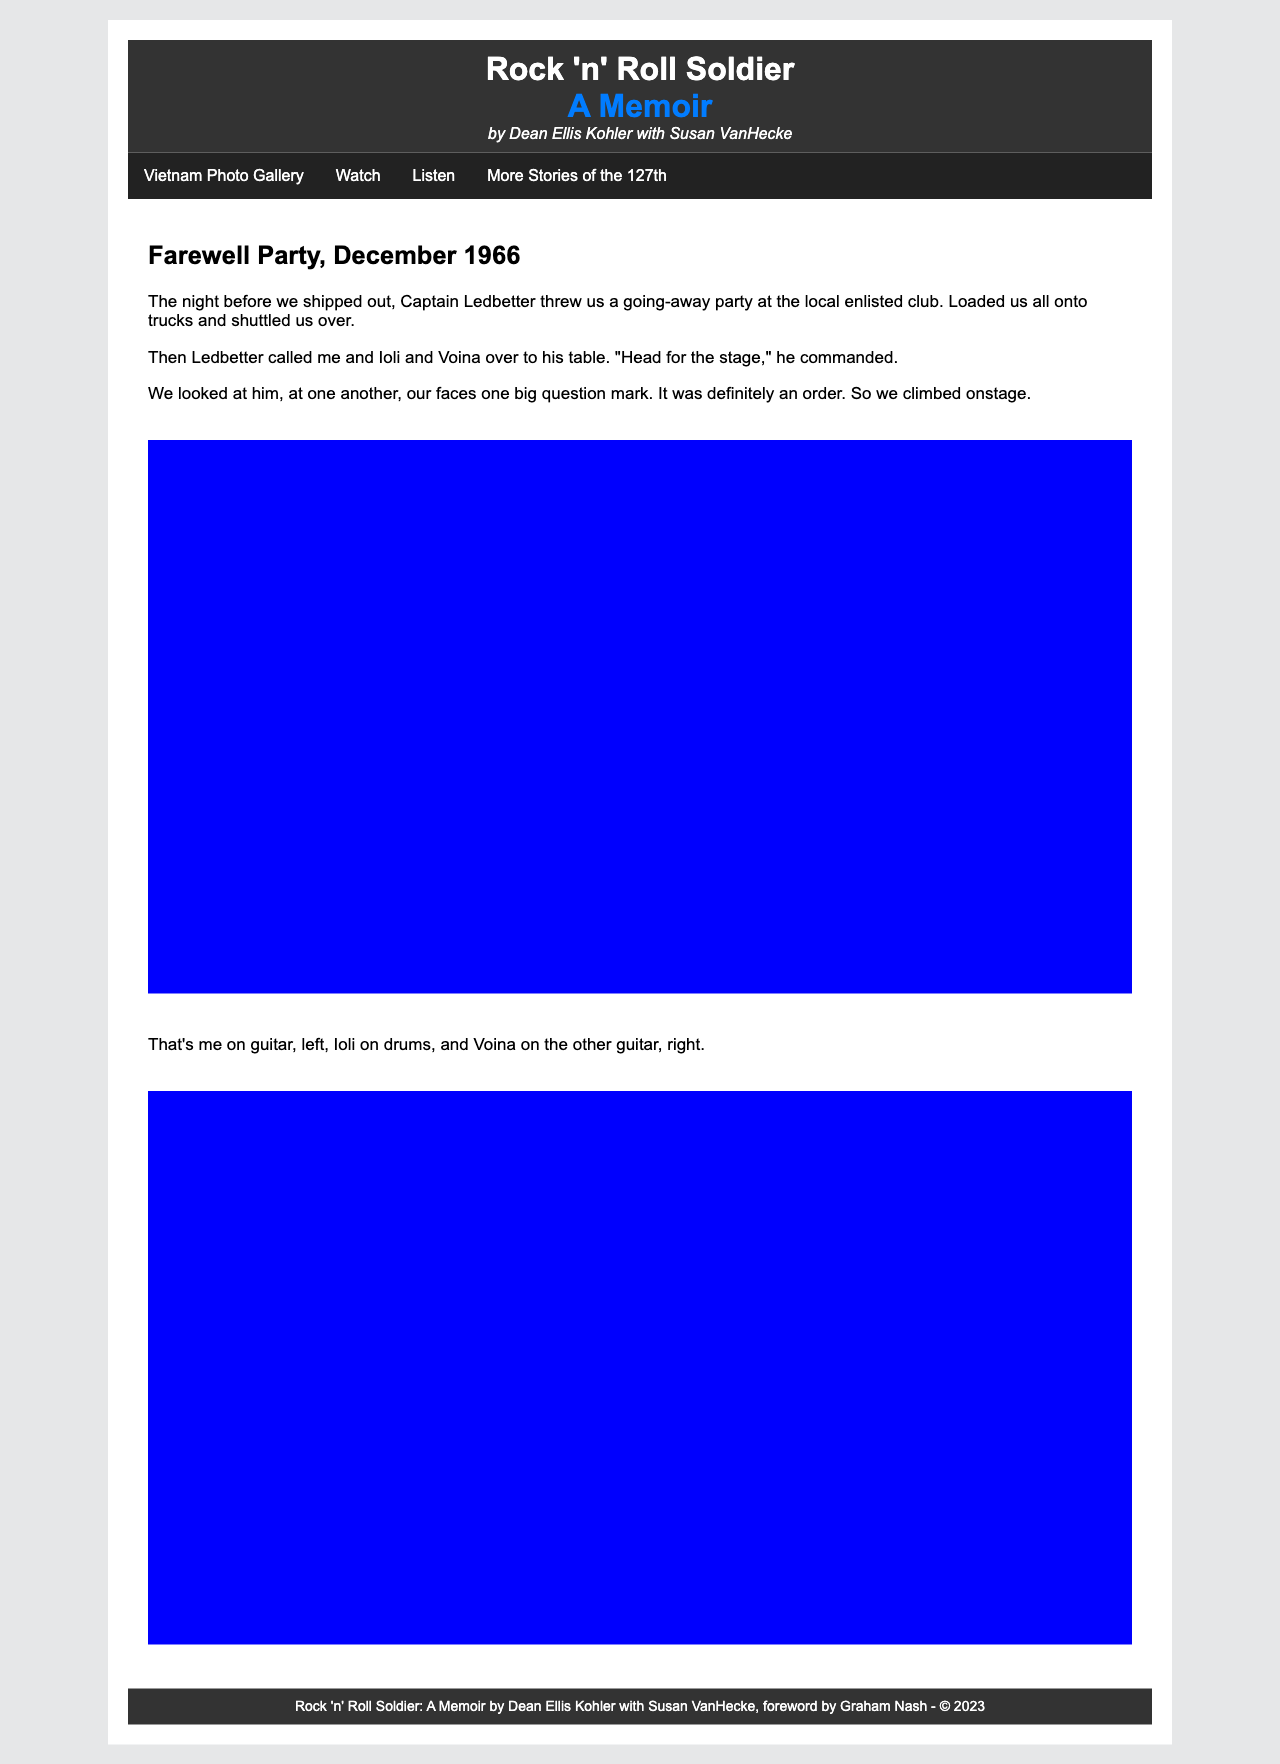 Rock 'n' Roll Soldier
A Memoir
by Dean Ellis Kohler with Susan VanHecke
Vietnam Photo Gallery Watch Listen More Stories of the 127th
Farewell Party, December 1966
The night before we shipped out, Captain Ledbetter threw us a going-away party at the local enlisted club. Loaded us all onto
trucks and shuttled us over.
Then Ledbetter called me and Ioli and Voina over to his table. "Head for the stage," he commanded.
We looked at him, at one another, our faces one big question mark. It was definitely an order. So we climbed onstage.
That's me on guitar, left, Ioli on drums, and Voina on the other guitar, right.
Rock 'n' Roll Soldier: A Memoir by Dean Ellis Kohler with Susan VanHecke, foreword by Graham Nash - © 2023